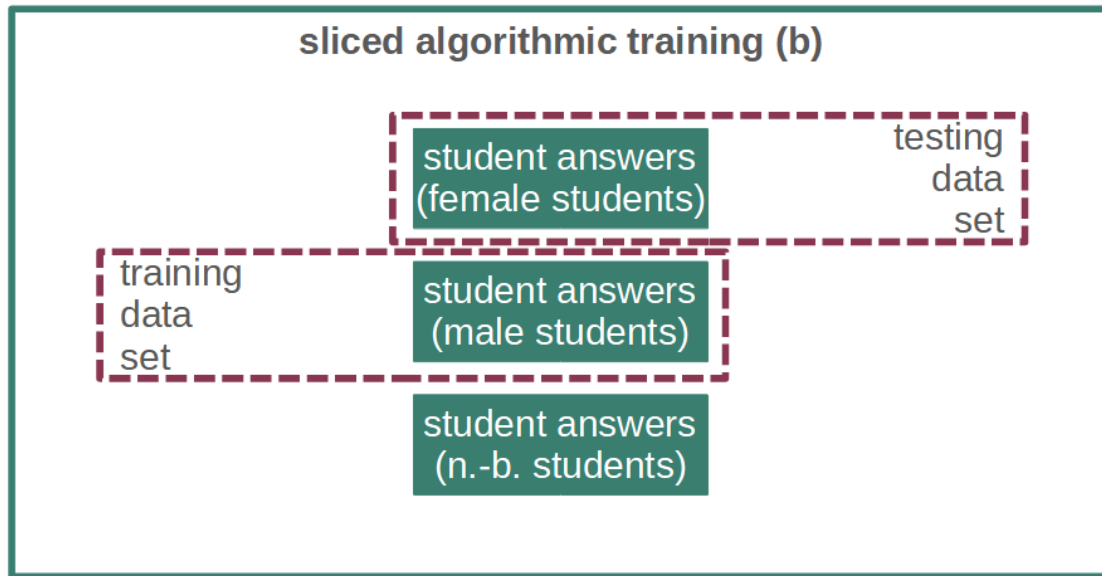 sliced algorithmic training (b)
student answers
(female students)
testing
data
set
training
data
set
student answers
(male students)
student answers
(n.-b. students)